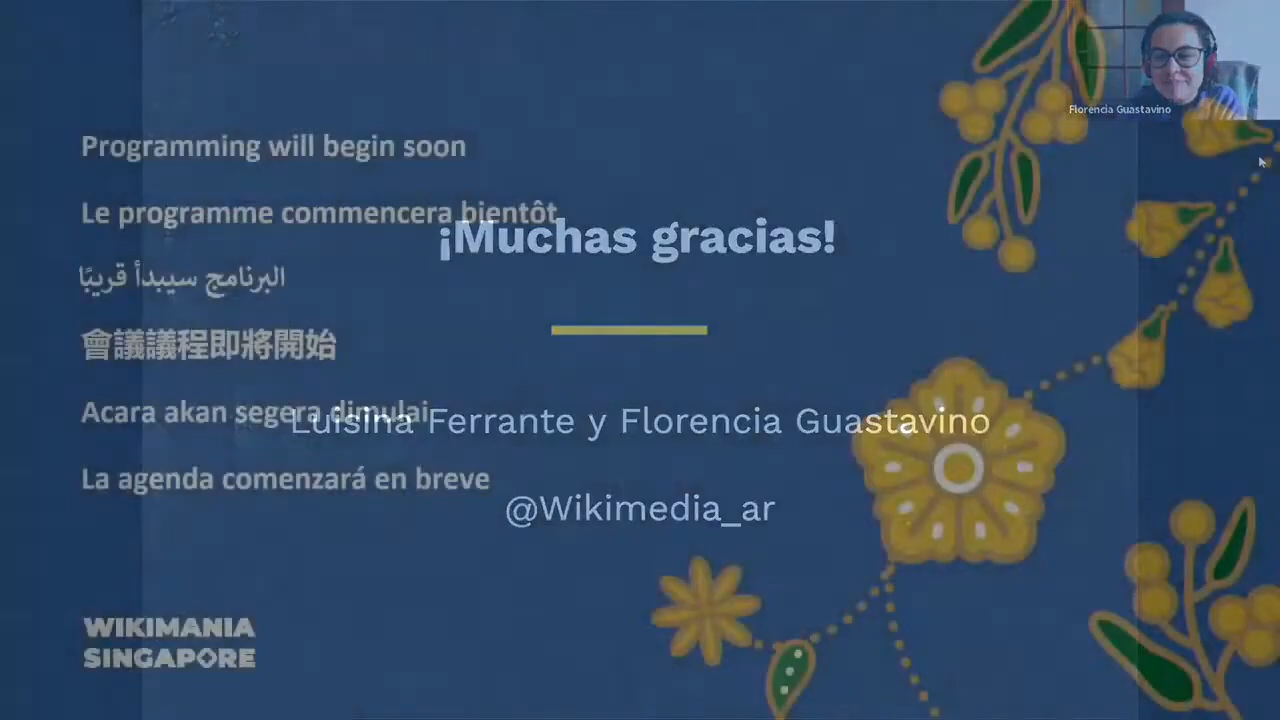 Florencia Guastavino
Programming will begin soon
Le programme commencera bientôt
¡Muchas gracias!
البرنامج سيبدأ قريبًا
會議議程即將開始
Acara akan segera dimulai
Luisina Ferrante y Florencia Guastavino
La agenda comenzará en breve
@Wikimedia_ar
WIKIMANIA
SINGAPORE